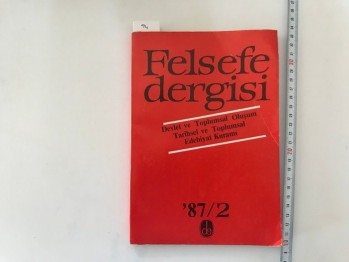 Felsefe
dergisi
Devlet ve Toplumsal Oluşum
Tarihsel ve Toplumsal
Edebiyat Kuramı
'87/2